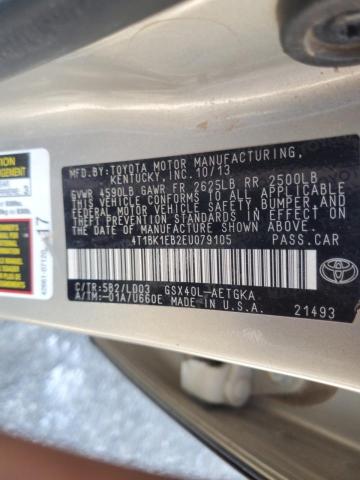 MFD.BY:TOYOTA MOTOR MANUFACTURING,
KENTUCKY,INC.10/13
GVWR 4590LB GAWR FR 2625LB RR 2500LB
THIS VEHICLE CONFORMS TO ALL APPLICABLE
FEDERAL MOTOR VEHICLE SAFETY, BUMPER, AND
THEFT PREVENTION STANDARDS IN EFFECT ON
THE DATE OF MANUFACTURE SHOWN ABOVE.
4T1BK1EB2EU079105 PASS.CAR
C/TR:5B2/LD03 GSX40L-AETGKA
A/TM:-01A/U660E MADE IN U.S.A.
21493
TOYOTA
17